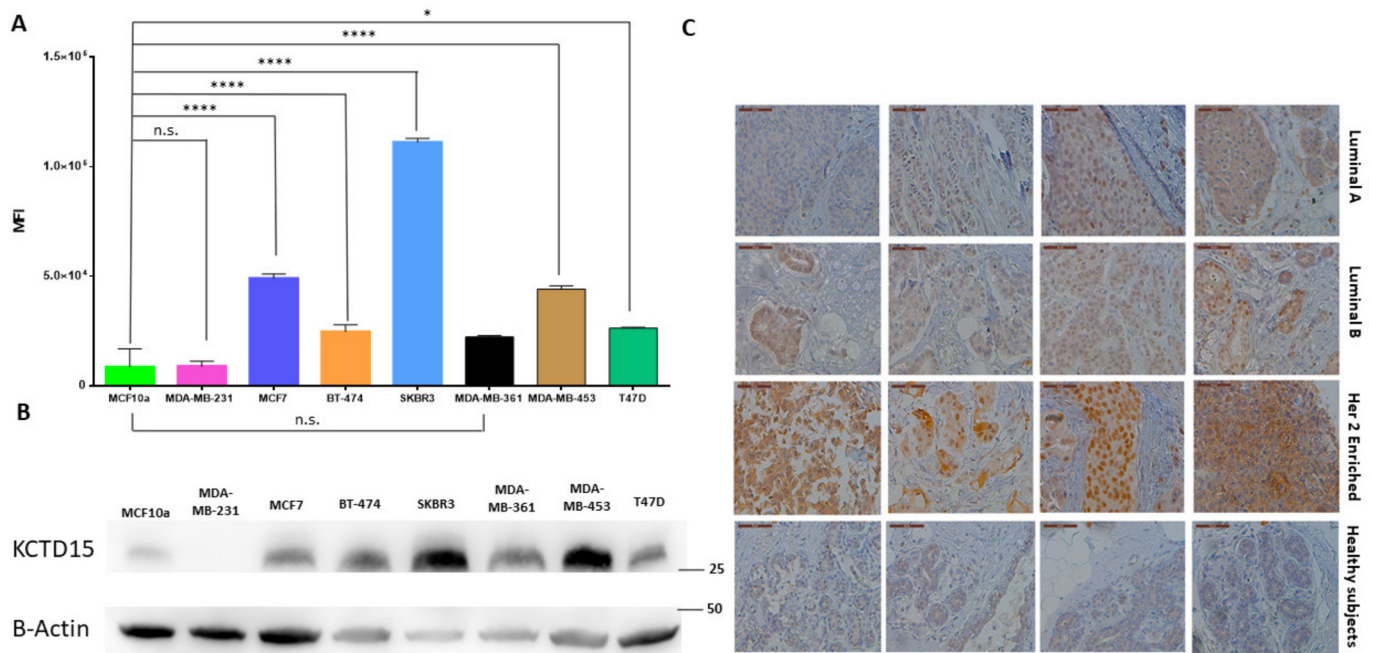 A
*
****
****
****
****
n.s.
1.5×10⁵
1.0×10⁵
5.0×10⁴
0
MFI
MCF10a MDA-MB-231 MCF7 BT-474 SKBR3 MDA-MB-361 MDA-MB-453 T47D
n.s.
B
MCF10a MDA-MB-231 MCF7 BT-474 SKBR3 MDA-MB-361 MDA-MB-453 T47D
KCTD15
25
50
B-Actin
C
Luminal A
Luminal B
Her 2 Enriched
Healthy subjects